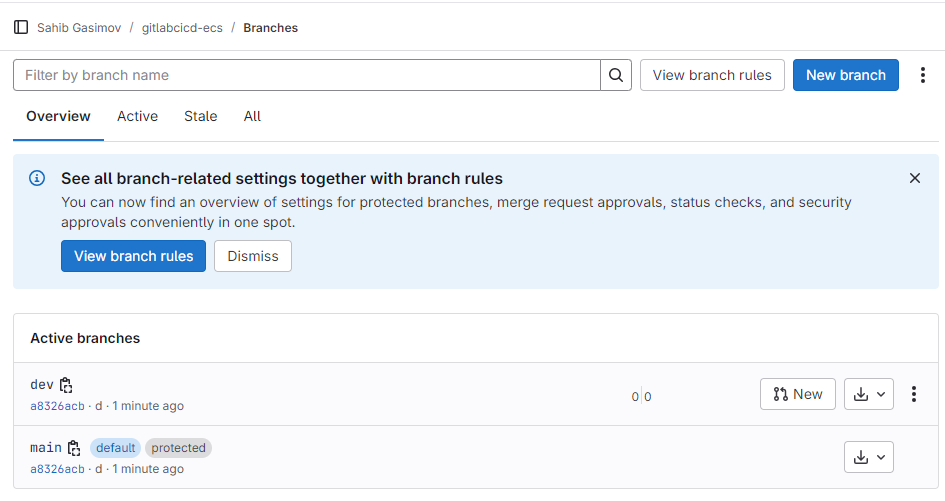 Sahib Gasimov / gitlabcicd-ecs / Branches
Filter by branch name
View branch rules
New branch
Overview Active Stale All
See all branch-related settings together with branch rules
You can now find an overview of settings for protected branches, merge request approvals, status checks, and security
approvals conveniently in one spot.
View branch rules
Dismiss
Active branches
dev
a8326acb · d · 1 minute ago
0 0
New
main default protected
a8326acb · d · 1 minute ago